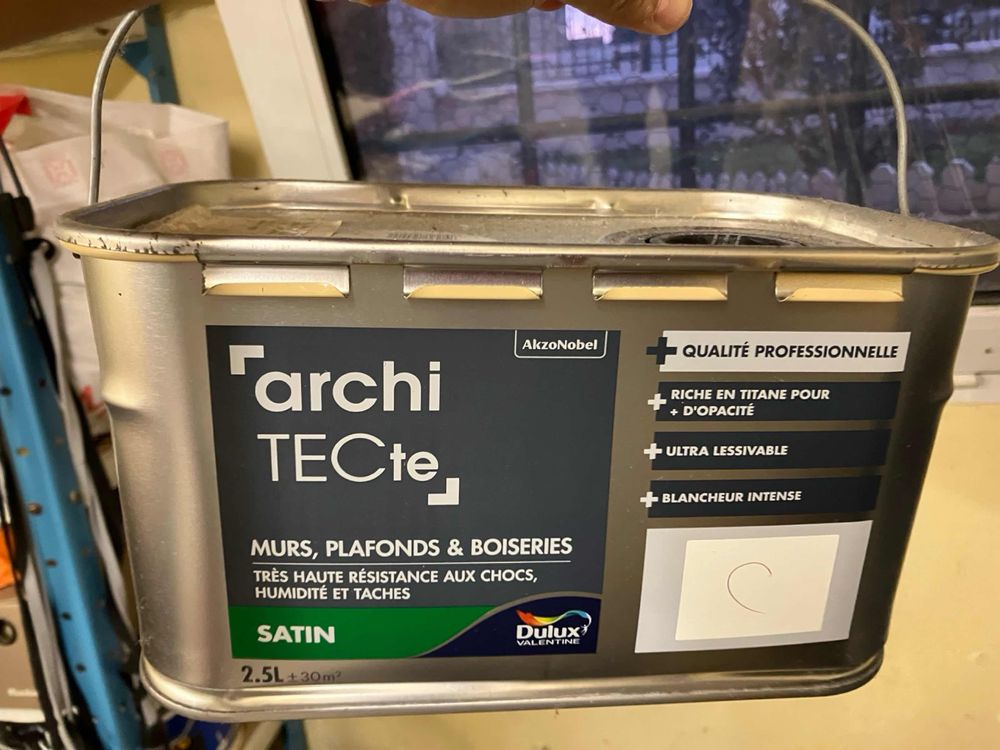 AkzoNobel
archi
TECte
MURS, PLAFONDS & BOISERIES
TRÈS HAUTE RÉSISTANCE AUX CHOCS,
HUMIDITÉ ET TACHES
SATIN
Dulux
VALENTINE
2.5L ±30m²
+ QUALITÉ PROFESSIONNELLE
+ RICHE EN TITANE POUR
+ D'OPACITÉ
+ ULTRA LESSIVABLE
+ BLANCHEUR INTENSE